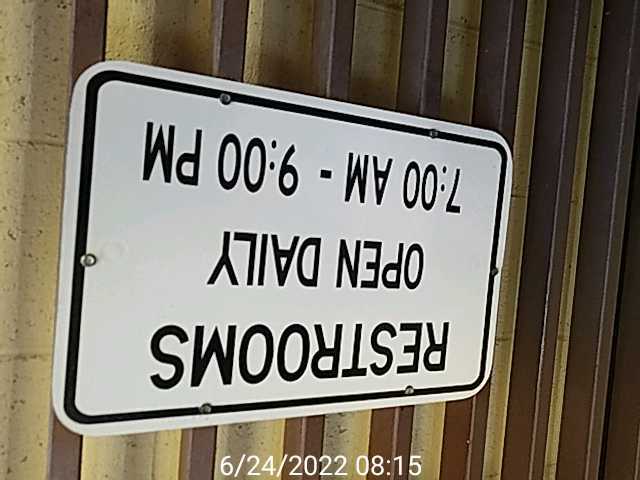 RESTROOMS
OPEN DAILY
7:00 AM - 9:00 PM
6/24/2022 08:15